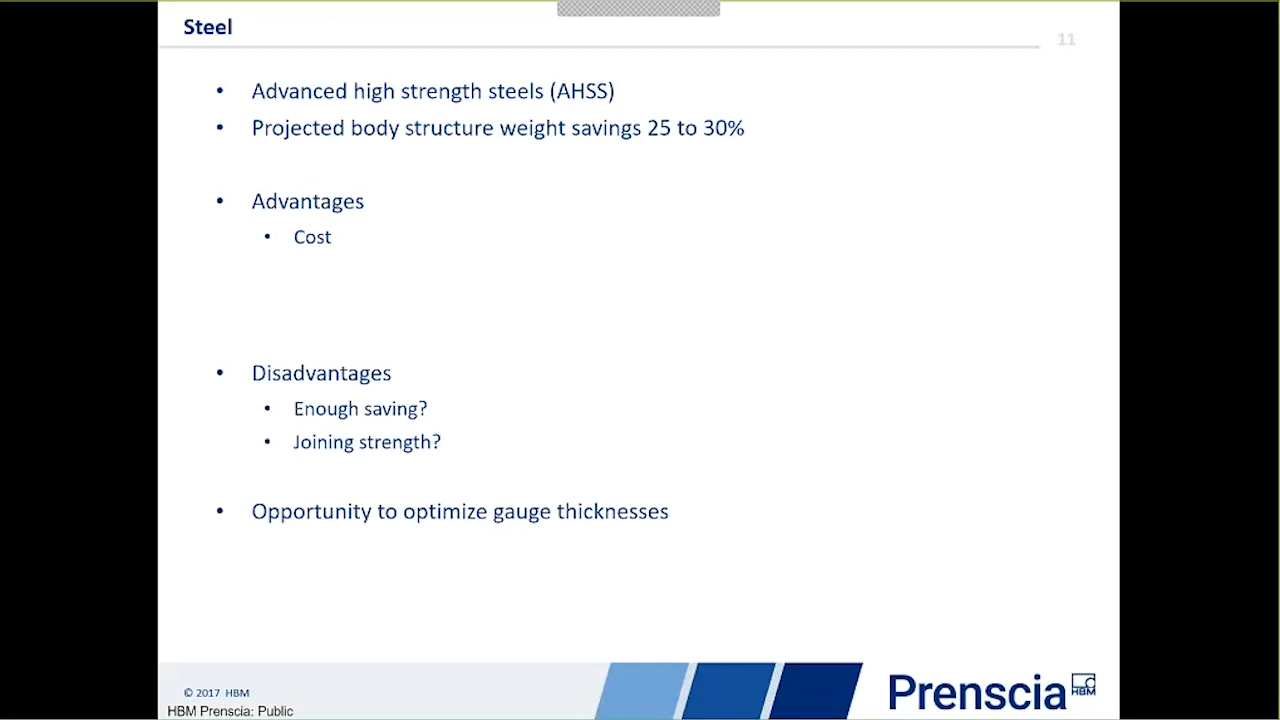 Steel
11
• Advanced high strength steels (AHSS)
• Projected body structure weight savings 25 to 30%
• Advantages
• Cost
• Disadvantages
• Enough saving?
• Joining strength?
• Opportunity to optimize gauge thicknesses
© 2017 HBM
HBM Prenscia: Public
Prenscia
HBM